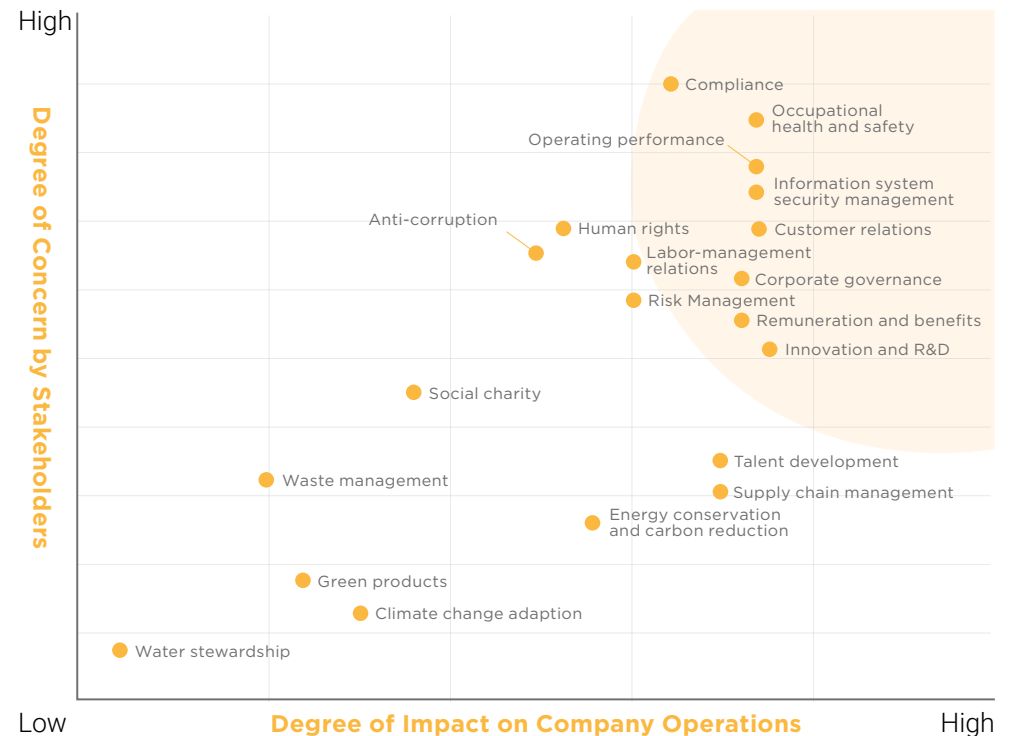 High
Degree of Concern by Stakeholders
Compliance
Occupational
health and safety
Operating performance
Information system
security management
Anti-corruption
Human rights
Customer relations
Labor-management
relations
Corporate governance
Risk Management
Remuneration and benefits
Innovation and R&D
Social charity
Talent development
Waste management
Supply chain management
Energy conservation
and carbon reduction
Green products
Climate change adaption
Water stewardship
Low
Degree of Impact on Company Operations
High